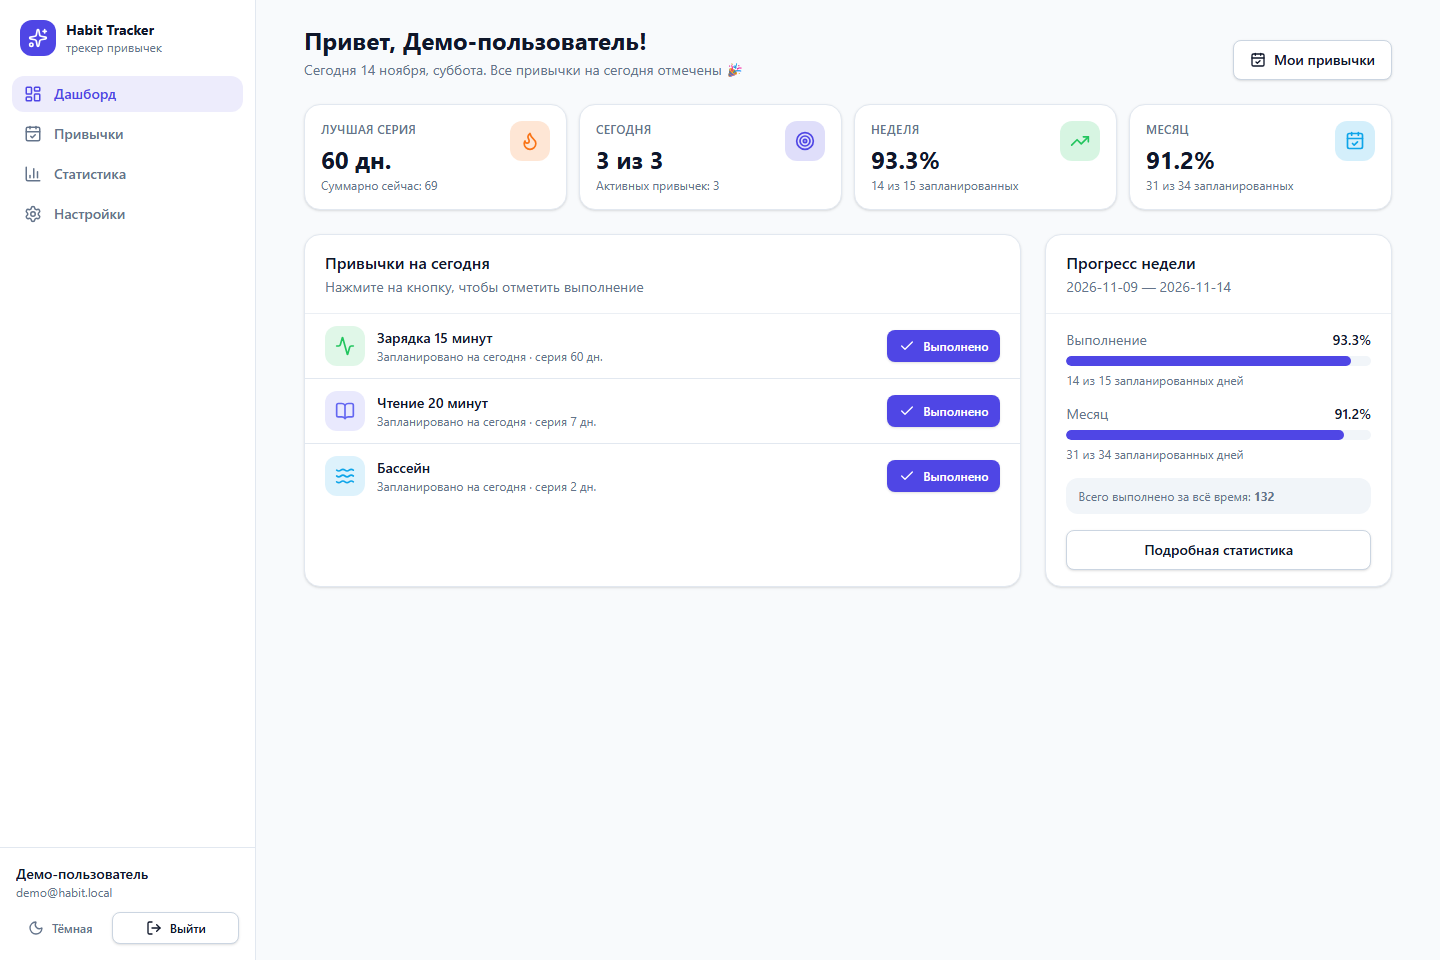 Habit Tracker
трекер привычек
Дашборд
Привычки
Статистика
Настройки
Демо-пользователь
demo@habit.local
Тёмная
Выйти
Привет, Демо-пользователь!
Сегодня 14 ноября, суббота. Все привычки на сегодня отмечены 🎉
Мои привычки
ЛУЧШАЯ СЕРИЯ
60 дн.
Суммарно сейчас: 69
СЕГОДНЯ
3 из 3
Активных привычек: 3
НЕДЕЛЯ
93.3%
14 из 15 запланированных
МЕСЯЦ
91.2%
31 из 34 запланированных
Привычки на сегодня
Нажмите на кнопку, чтобы отметить выполнение
Зарядка 15 минут
Запланировано на сегодня · серия 60 дн.
Выполнено
Чтение 20 минут
Запланировано на сегодня · серия 7 дн.
Выполнено
Бассейн
Запланировано на сегодня · серия 2 дн.
Выполнено
Прогресс недели
2026-11-09 — 2026-11-14
Выполнение 93.3%
14 из 15 запланированных дней
Месяц 91.2%
31 из 34 запланированных дней
Всего выполнено за всё время: 132
Подробная статистика